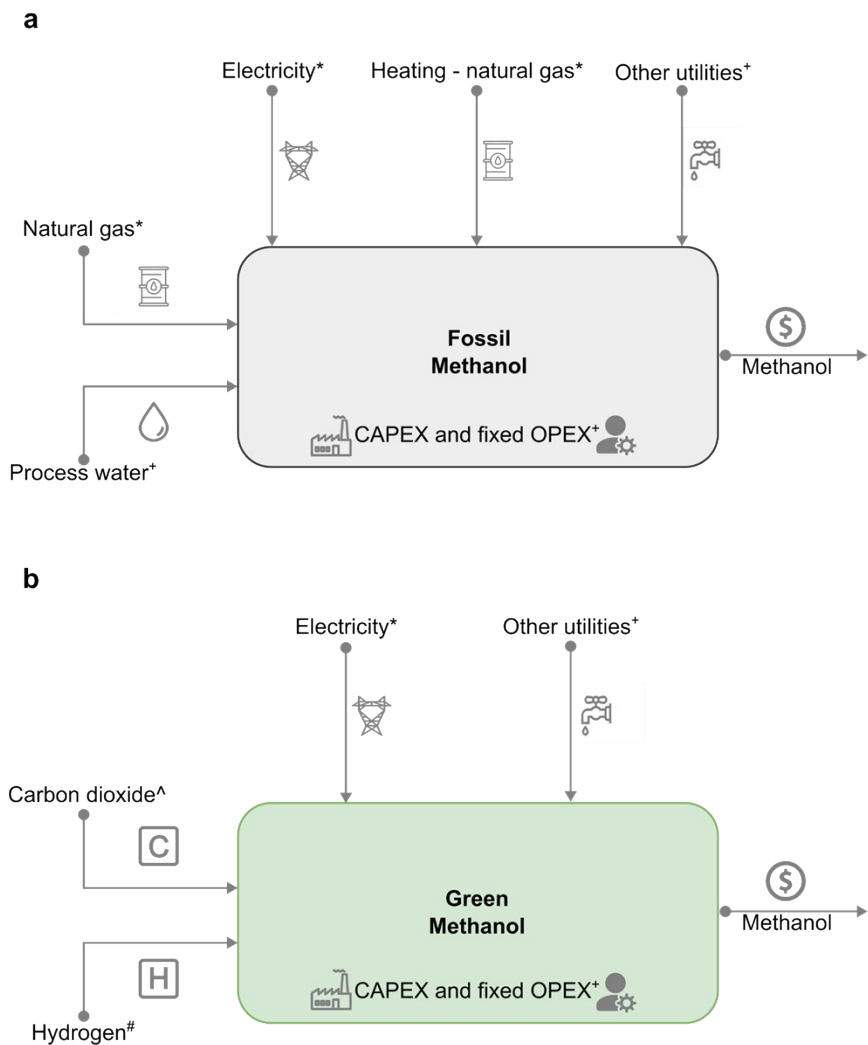 a
Electricity*
Heating - natural gas*
Other utilities⁺
Natural gas*
Fossil
Methanol
$
Methanol
CAPEX and fixed OPEX⁺
Process water⁺
b
Electricity*
Other utilities⁺
Carbon dioxide^
C
Green
Methanol
$
Methanol
H
CAPEX and fixed OPEX⁺
Hydrogen#